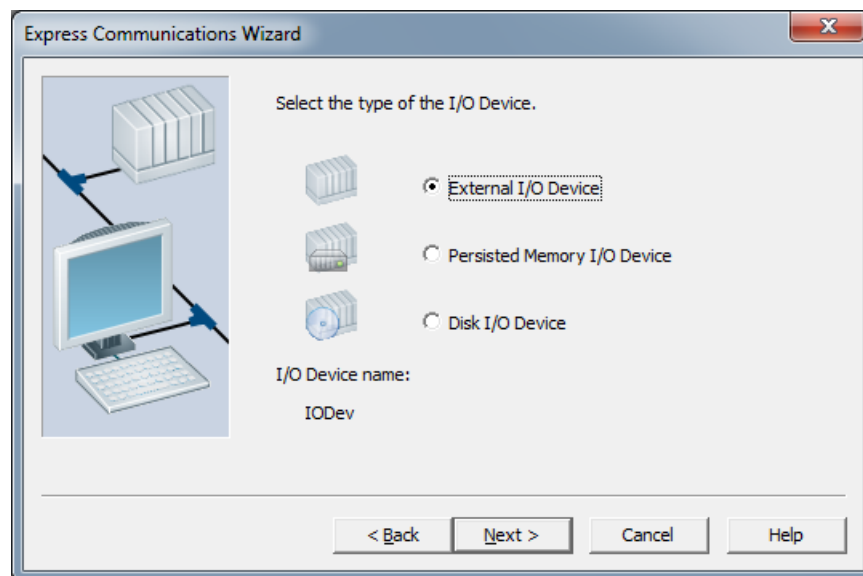 Express Communications Wizard
Select the type of the I/O Device.
External I/O Device
Persisted Memory I/O Device
Disk I/O Device
I/O Device name:
IODev
< Back
Next >
Cancel
Help